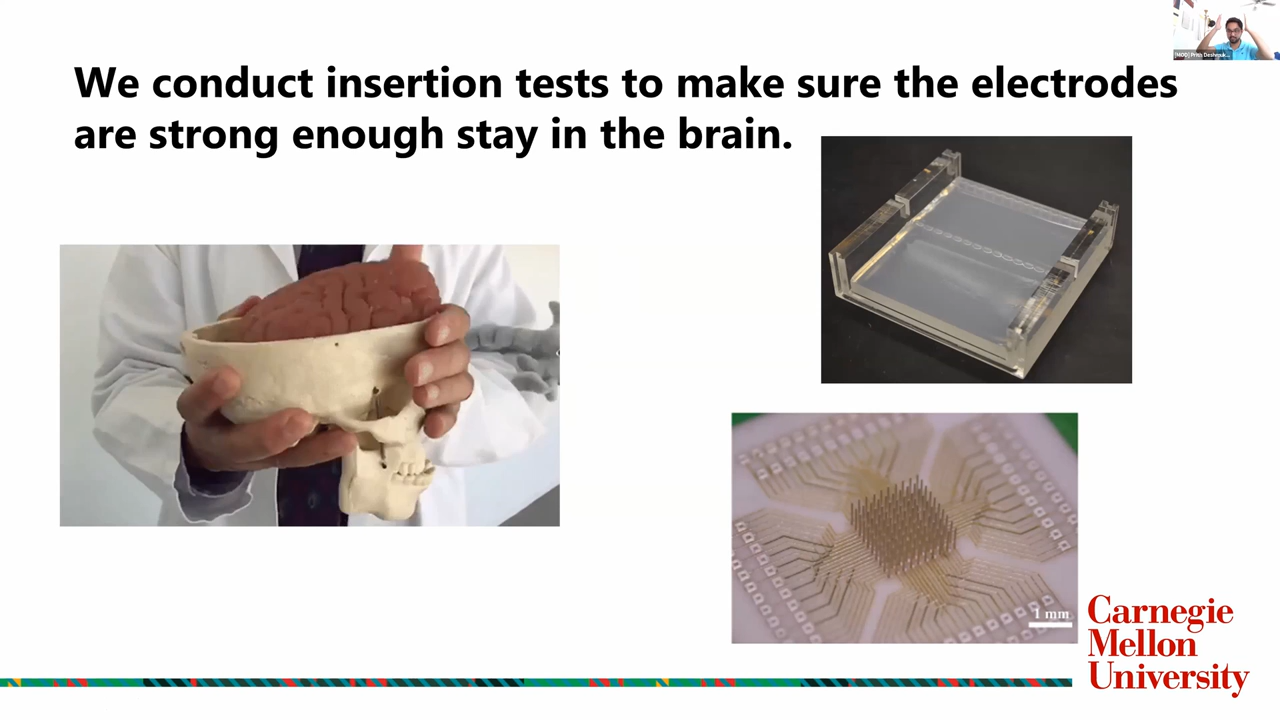 We conduct insertion tests to make sure the electrodes
are strong enough stay in the brain.
1 mm
Carnegie
Mellon
University